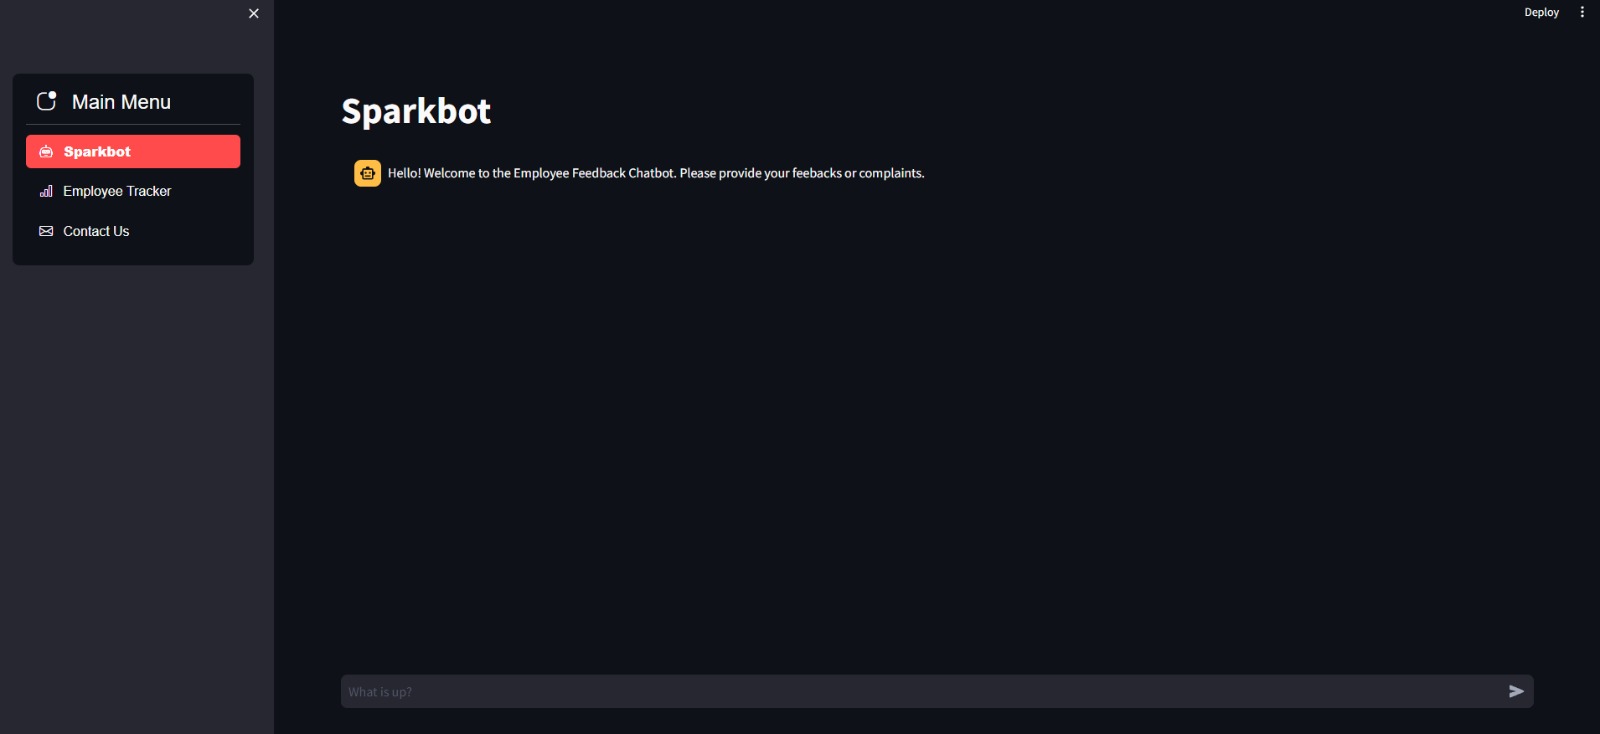 Deploy
Main Menu
Sparkbot
Employee Tracker
Contact Us
Sparkbot
Hello! Welcome to the Employee Feedback Chatbot. Please provide your feebacks or complaints.
What is up?